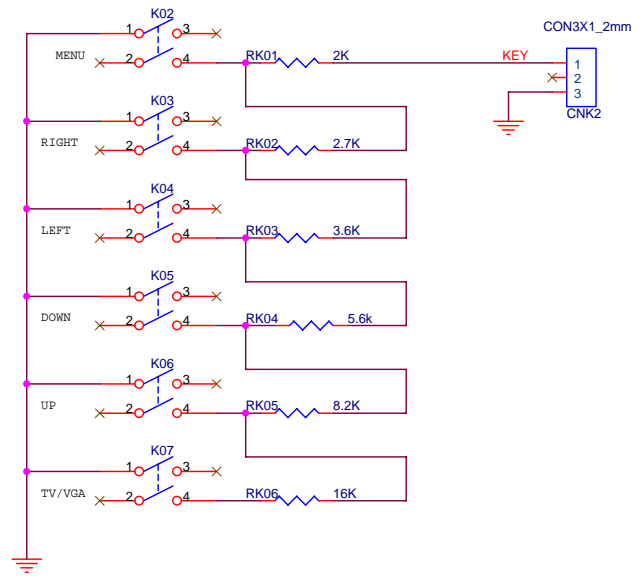 K02
CON3X1_2mm
1 3
MENU 2 4 RK01 2K KEY 1
2
3
CNK2
K03
1 3
RIGHT 2 4 RK02 2.7K
K04
1 3
LEFT 2 4 RK03 3.6K
K05
1 3
DOWN 2 4 RK04 5.6k
K06
1 3
UP 2 4 RK05 8.2K
K07
1 3
TV/VGA 2 4 RK06 16K